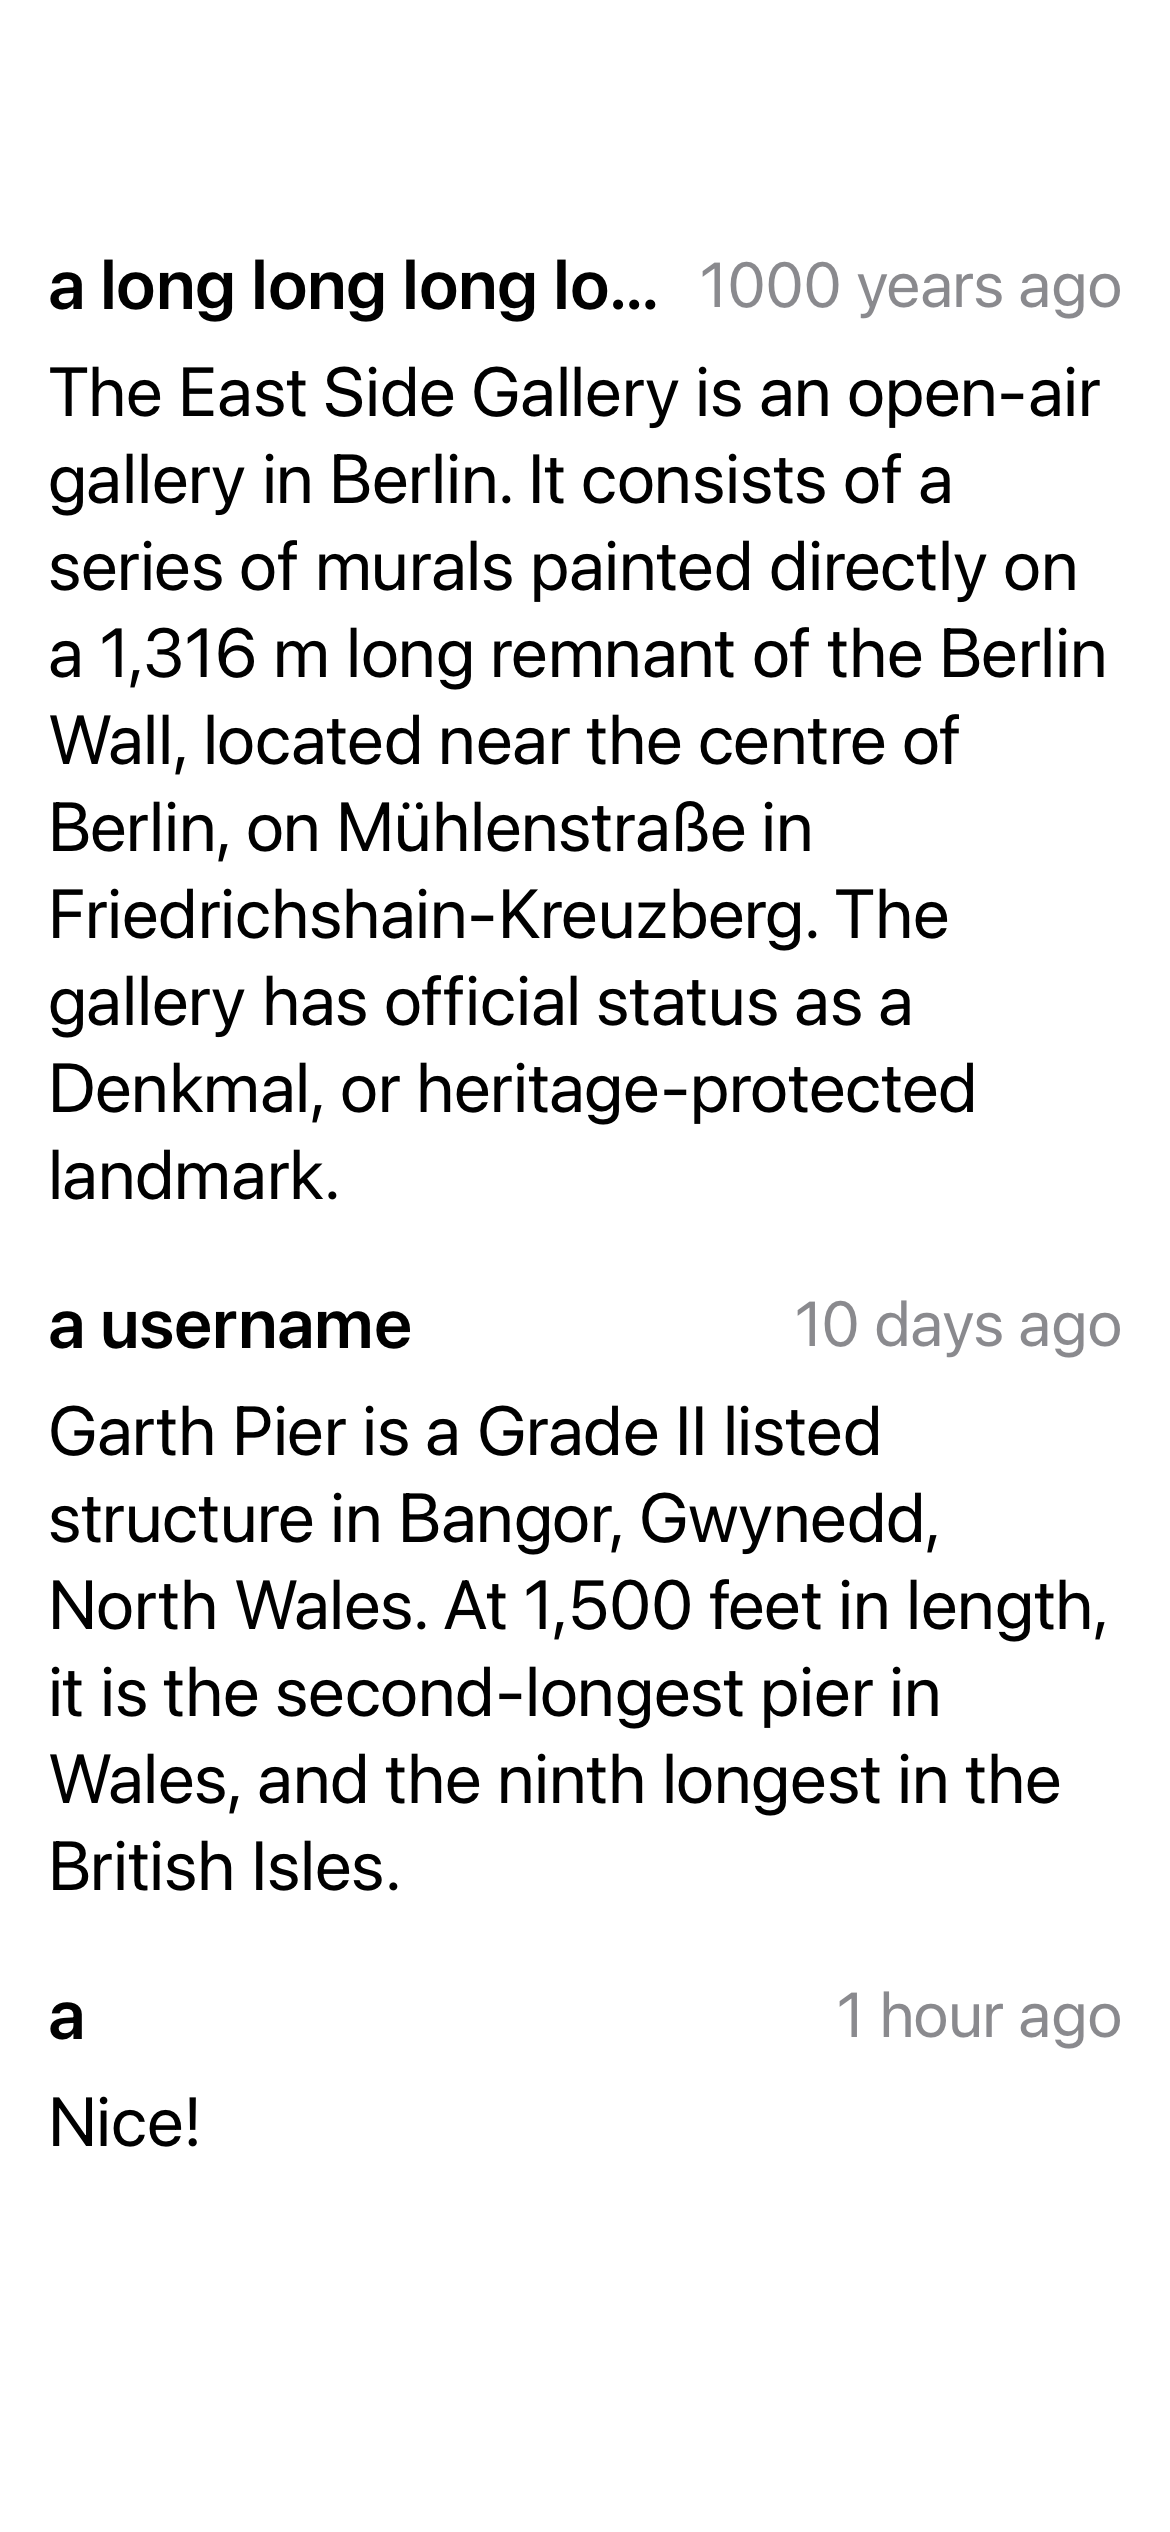 a long long long lo... 1000 years ago
The East Side Gallery is an open-air
gallery in Berlin. It consists of a
series of murals painted directly on
a 1,316 m long remnant of the Berlin
Wall, located near the centre of
Berlin, on Mühlenstraße in
Friedrichshain-Kreuzberg. The
gallery has official status as a
Denkmal, or heritage-protected
landmark.
a username 10 days ago
Garth Pier is a Grade II listed
structure in Bangor, Gwynedd,
North Wales. At 1,500 feet in length,
it is the second-longest pier in
Wales, and the ninth longest in the
British Isles.
a 1 hour ago
Nice!